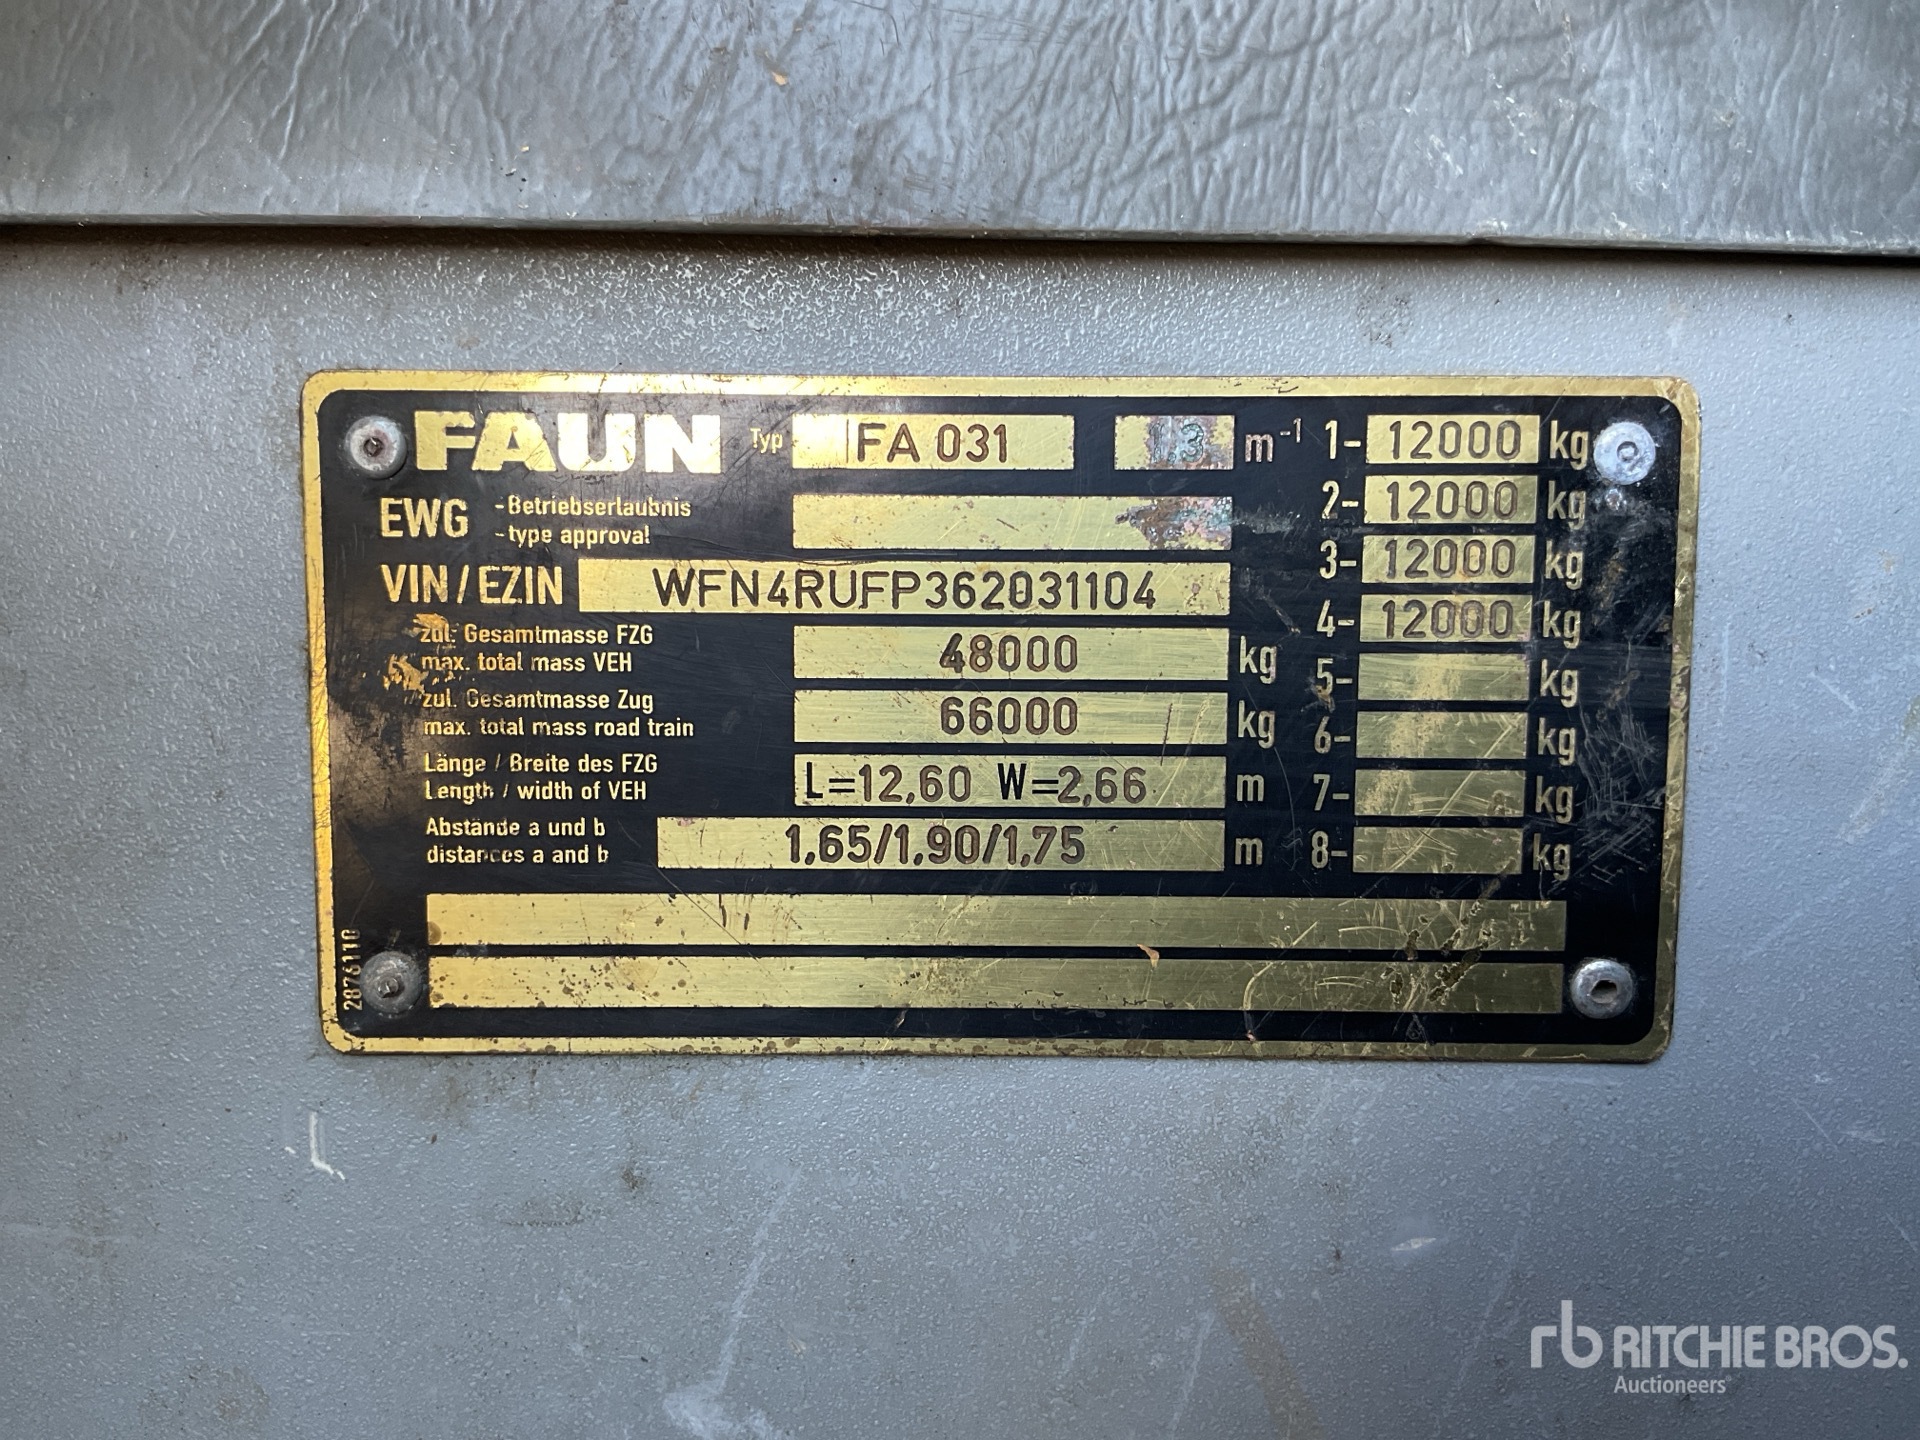 FAUN Typ FA 031 1.3 m-1 1- 12000 kg
EWG -Betriebserlaubnis 2- 12000 kg
-type approval
VIN/EZIN WFN4RUFP362031104 3- 12000 kg
zul. Gesamtmasse FZG 48000 kg 4- 12000 kg
max. total mass VEH
zul. Gesamtmasse Zug 66000 kg 5- kg
max. total mass road train 6- kg
Länge / Breite des FZG L=12,60 W=2,66 m 7- kg
Length / width of VEH
Abstände a und b 1,65/1,90/1,75 m 8- kg
distances a and b
2876110
rb RITCHIE BROS.
Auctioneers